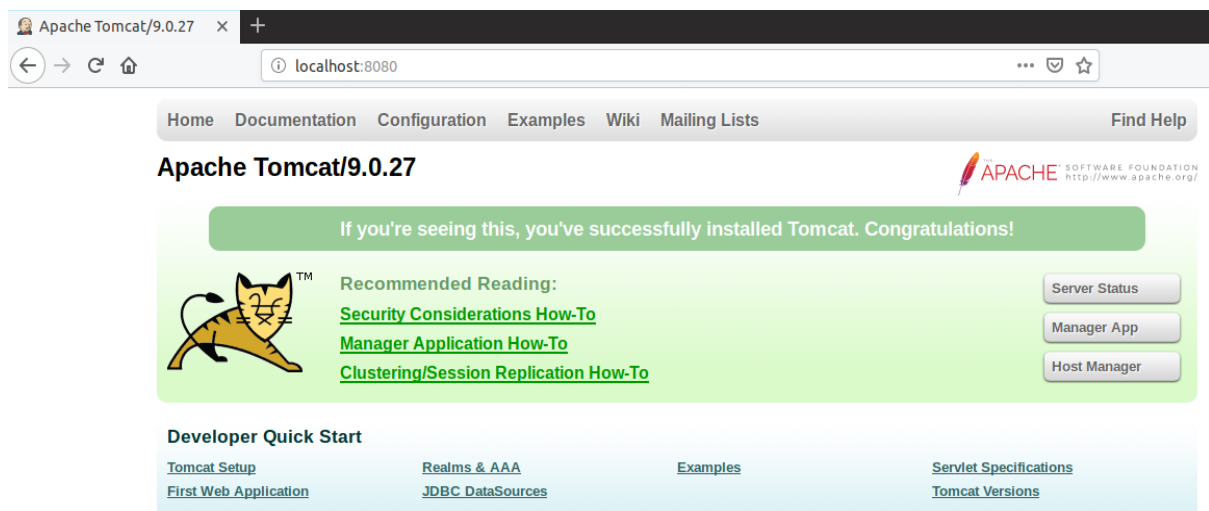 Apache Tomcat/9.0.27
localhost:8080
Home Documentation Configuration Examples Wiki Mailing Lists Find Help
Apache Tomcat/9.0.27
THE APACHE SOFTWARE FOUNDATION
http://www.apache.org/
If you're seeing this, you've successfully installed Tomcat. Congratulations!
TM
Recommended Reading:
Security Considerations How-To
Manager Application How-To
Clustering/Session Replication How-To
Server Status
Manager App
Host Manager
Developer Quick Start
Tomcat Setup Realms & AAA Examples Servlet Specifications
First Web Application JDBC DataSources Tomcat Versions